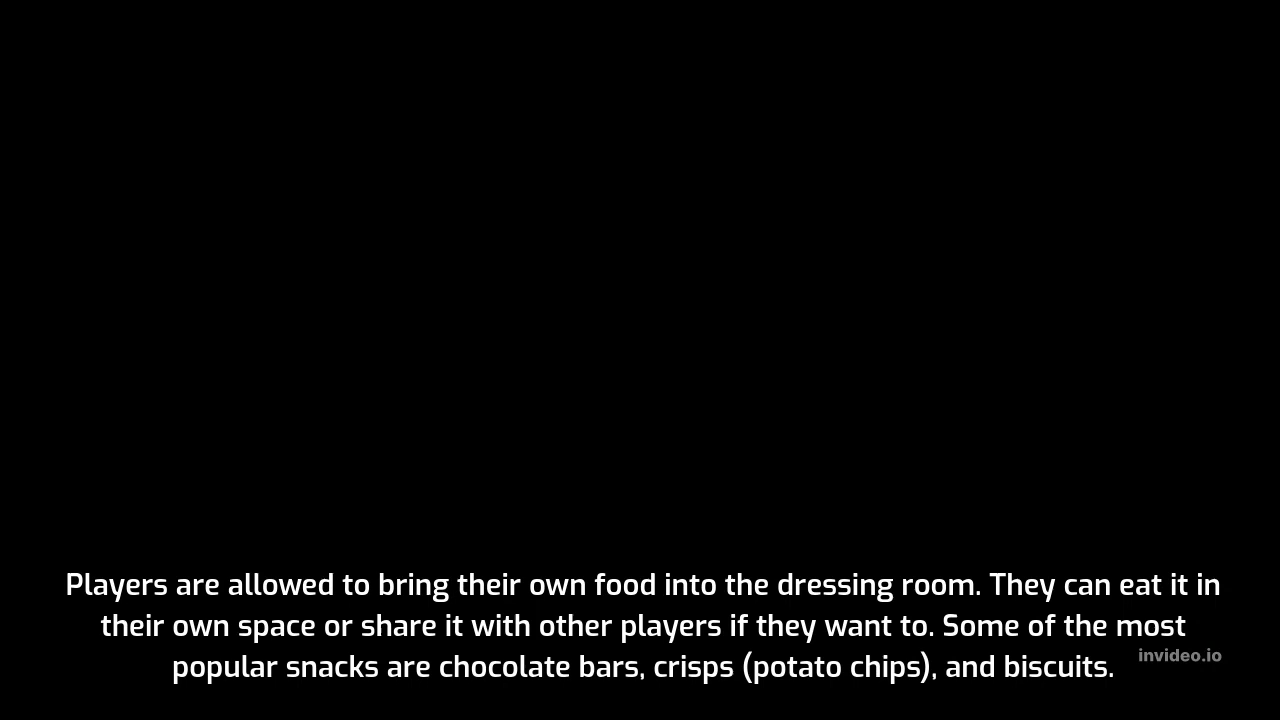 Players are allowed to bring their own food into the dressing room. They can eat it in
their own space or share it with other players if they want to. Some of the most
popular snacks are chocolate bars, crisps (potato chips), and biscuits.
invideo.io